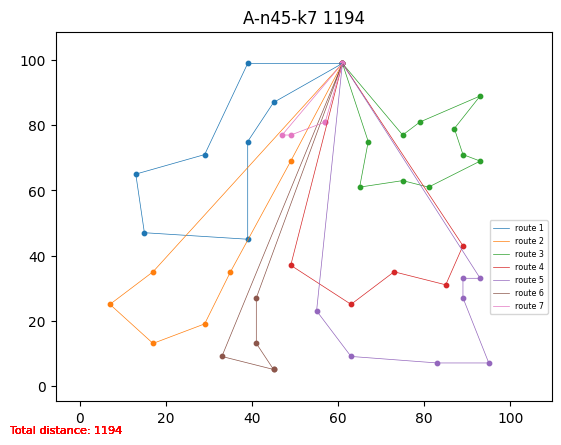 A-n45-k7 1194
100
80
60
40
20
0
0 20 40 60 80 100
route 1
route 2
route 3
route 4
route 5
route 6
route 7
Total distance: 1194